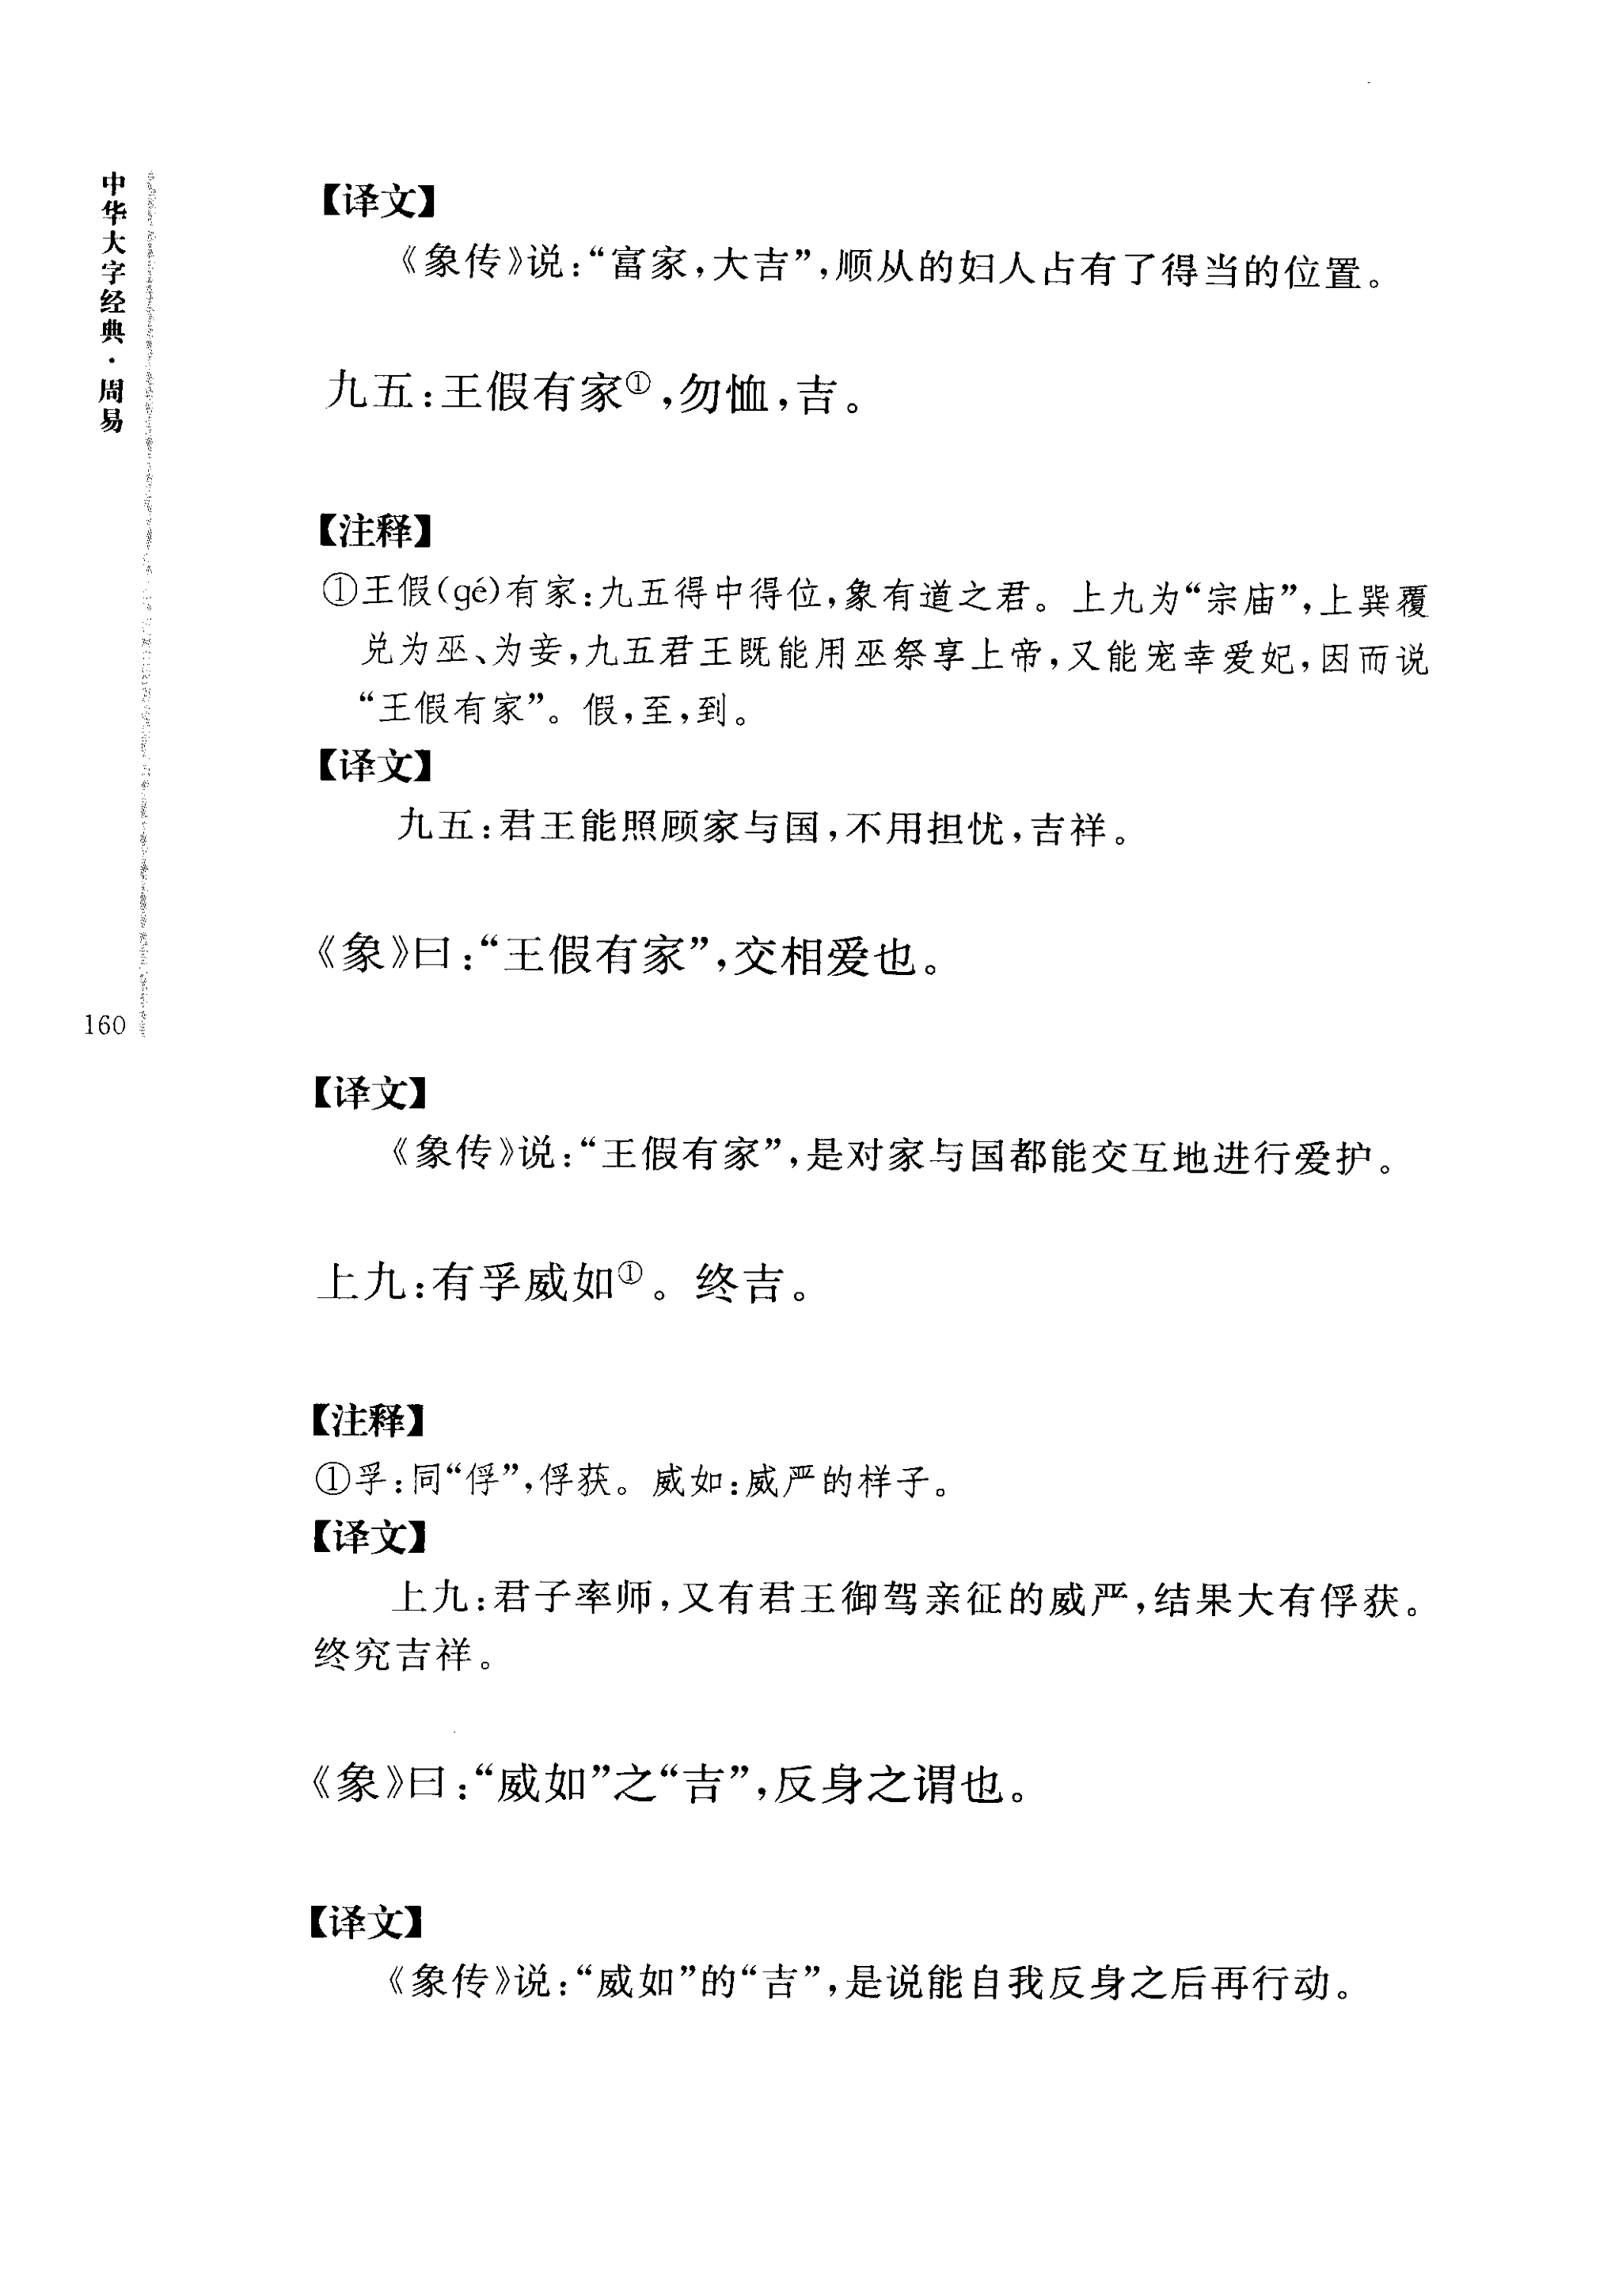 中华大字经典·周易
160
【译文】
《象传》说：“富家，大吉”，顺从的妇人占有了得当的位置。
九五：王假有家①，勿恤，吉。
【注释】
①王假(gé)有家：九五得中得位，象有道之君。上九为“宗庙”，上巽覆
兑为巫、为妾，九五君王既能用巫祭享上帝，又能宠幸爱妃，因而说
“王假有家”。假，至，到。
【译文】
九五：君王能照顾家与国，不用担忧，吉祥。
《象》曰：“王假有家”，交相爱也。
【译文】
《象传》说：“王假有家”，是对家与国都能交互地进行爱护。
上九：有孚威如①。终吉。
【注释】
①孚：同“俘”，俘获。威如：威严的样子。
【译文】
上九：君子率师，又有君王御驾亲征的威严，结果大有俘获。
终究吉祥。
《象》曰：“威如”之“吉”，反身之谓也。
【译文】
《象传》说：“威如”的“吉”，是说能自我反身之后再行动。